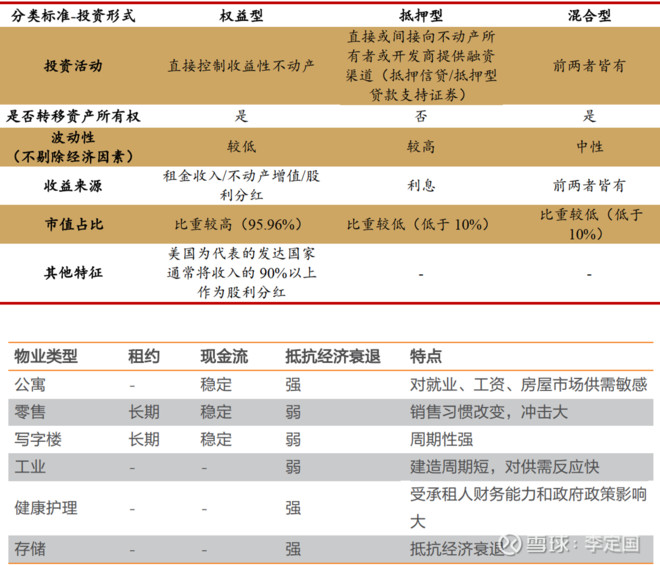 分类标准-投资形式 权益型 抵押型 混合型
投资活动 直接控制收益性不动产 直接或间接向不动产所
有者或开发商提供融资
渠道（抵押信贷/抵押型
贷款支持证券） 前两者皆有
是否转移资产所有权 是 否 是
波动性
（不剔除经济因素） 较低 较高 中性
收益来源 租金收入/不动产增值/股
利分红 利息 前两者皆有
市值占比 比重较高（95.96%） 比重较低（低于 10%） 比重较低（低于
10%）
其他特征 美国为代表的发达国家
通常将收入的 90%以上
作为股利分红 - -
物业类型 租约 现金流 抵抗经济衰退 特点
公寓 - 稳定 强 对就业、工资、房屋市场供需敏感
零售 长期 稳定 弱 销售习惯改变，冲击大
写字楼 长期 稳定 弱 周期性强
工业 - - 弱 建造周期短，对供需反应快
健康护理 - - 强 受承租人财务能力和政府政策影响
大
存储 - - 强 抵抗经济衰退
雪球：李定国